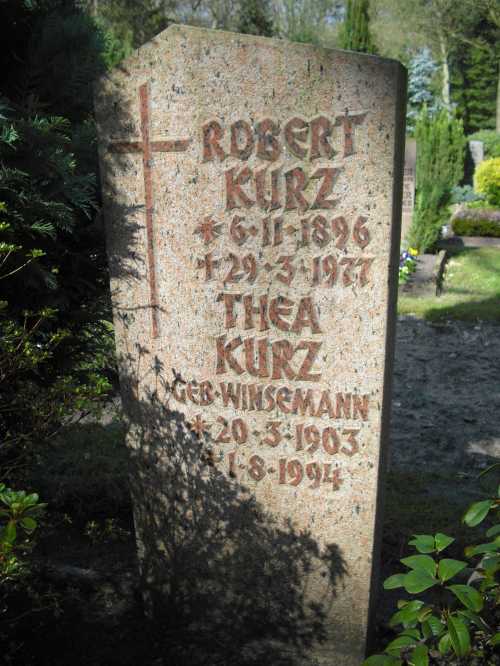 ROBERT
KURZ
* 6·11·1896
† 29·3·1977
THEA
KURZ
GEB·WINSEMANN
* 20·3·1903
† 1·8·1994